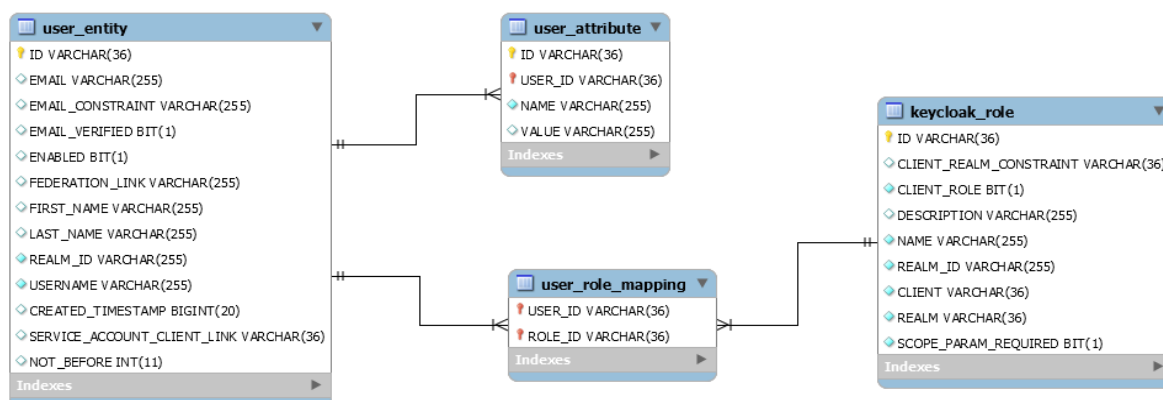 user_entity
ID VARCHAR(36)
EMAIL VARCHAR(255)
EMAIL_CONSTRAINT VARCHAR(255)
EMAIL_VERIFIED BIT(1)
ENABLED BIT(1)
FEDERATION_LINK VARCHAR(255)
FIRST_NAME VARCHAR(255)
LAST_NAME VARCHAR(255)
REALM_ID VARCHAR(255)
USERNAME VARCHAR(255)
CREATED_TIMESTAMP BIGINT(20)
SERVICE_ACCOUNT_CLIENT_LINK VARCHAR(36)
NOT_BEFORE INT(11)
Indexes
user_attribute
ID VARCHAR(36)
USER_ID VARCHAR(36)
NAME VARCHAR(255)
VALUE VARCHAR(255)
Indexes
user_role_mapping
USER_ID VARCHAR(36)
ROLE_ID VARCHAR(36)
Indexes
keycloak_role
ID VARCHAR(36)
CLIENT_REALM_CONSTRAINT VARCHAR(36)
CLIENT_ROLE BIT(1)
DESCRIPTION VARCHAR(255)
NAME VARCHAR(255)
REALM_ID VARCHAR(255)
CLIENT VARCHAR(36)
REALM VARCHAR(36)
SCOPE_PARAM_REQUIRED BIT(1)
Indexes